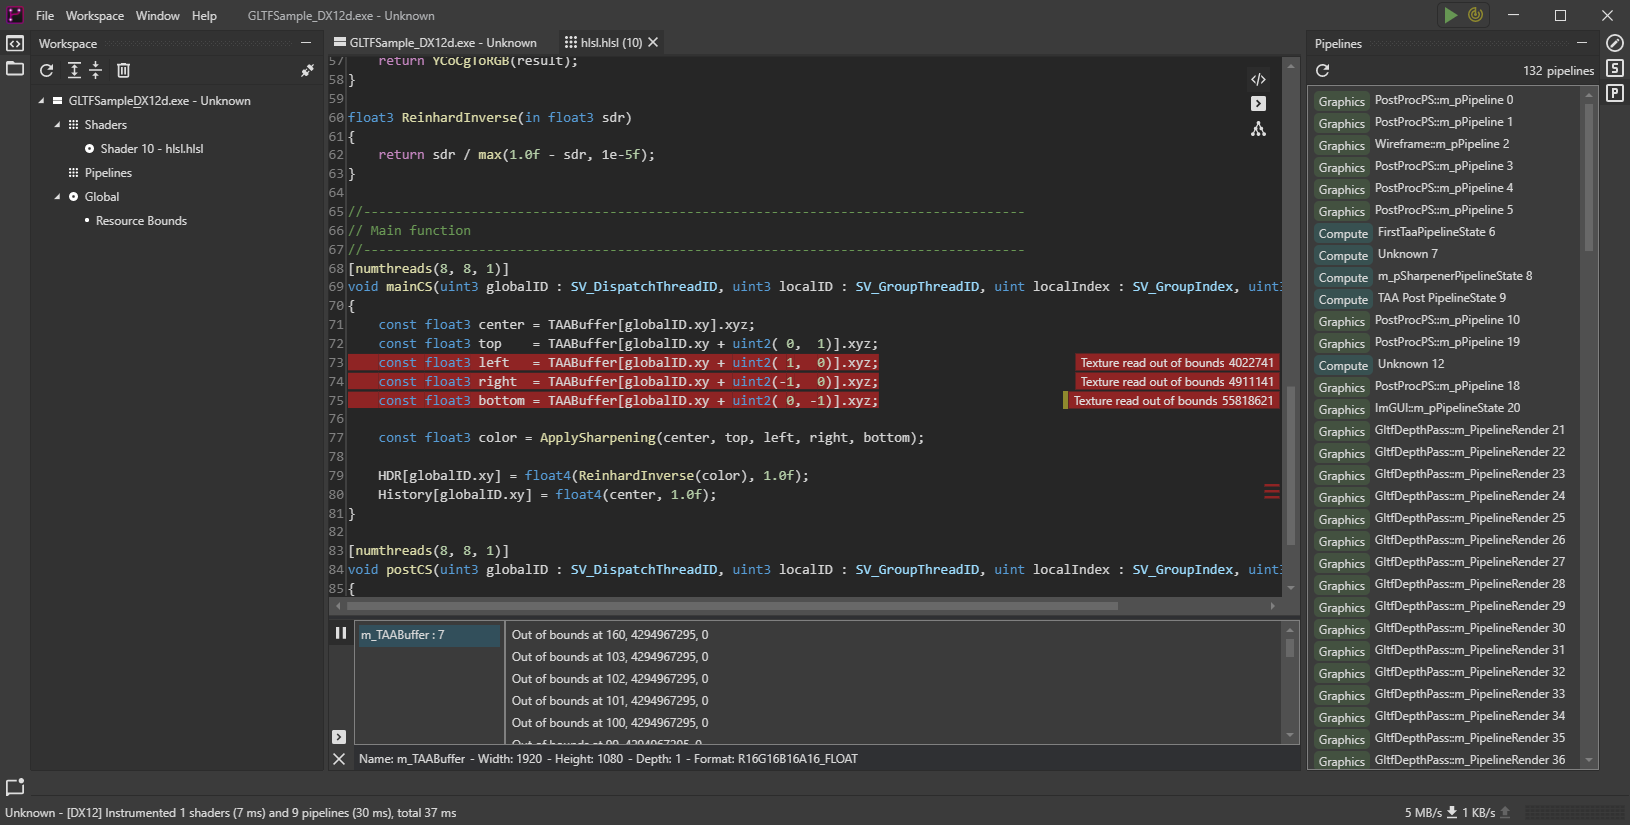 File Workspace Window Help GLTFSample_DX12d.exe - Unknown
Workspace
GLTFSampleDX12d.exe - Unknown
Shaders
Shader 10 - hlsl.hlsl
Pipelines
Global
Resource Bounds
GLTFSample_DX12d.exe - Unknown hlsl.hlsl (10)
57 return YCoCgToRGB(result);
58 }
59
60 float3 ReinhardInverse(in float3 sdr)
61 {
62 return sdr / max(1.0f - sdr, 1e-5f);
63 }
64
65 //---------------------------------------------------------------------------------------
66 // Main function
67 //---------------------------------------------------------------------------------------
68 [numthreads(8, 8, 1)]
69 void mainCS(uint3 globalID : SV_DispatchThreadID, uint3 localID : SV_GroupThreadID, uint localIndex : SV_GroupIndex, uint3
70 {
71 const float3 center = TAABuffer[globalID.xy].xyz;
72 const float3 top    = TAABuffer[globalID.xy + uint2( 0,  1)].xyz;
73 const float3 left   = TAABuffer[globalID.xy + uint2( 1,  0)].xyz; Texture read out of bounds 4022741
74 const float3 right  = TAABuffer[globalID.xy + uint2(-1,  0)].xyz; Texture read out of bounds 4911141
75 const float3 bottom = TAABuffer[globalID.xy + uint2( 0, -1)].xyz; Texture read out of bounds 55818621
76
77 const float3 color = ApplySharpening(center, top, left, right, bottom);
78
79 HDR[globalID.xy] = float4(ReinhardInverse(color), 1.0f);
80 History[globalID.xy] = float4(center, 1.0f);
81 }
82
83 [numthreads(8, 8, 1)]
84 void postCS(uint3 globalID : SV_DispatchThreadID, uint3 localID : SV_GroupThreadID, uint localIndex : SV_GroupIndex, uint3
85 {
m_TAABuffer : 7
Out of bounds at 160, 4294967295, 0
Out of bounds at 103, 4294967295, 0
Out of bounds at 102, 4294967295, 0
Out of bounds at 101, 4294967295, 0
Out of bounds at 100, 4294967295, 0
Out of bounds at 99, 4294967295, 0
Name: m_TAABuffer - Width: 1920 - Height: 1080 - Depth: 1 - Format: R16G16B16A16_FLOAT
Pipelines
132 pipelines
Graphics PostProcPS::m_pPipeline 0
Graphics PostProcPS::m_pPipeline 1
Graphics Wireframe::m_pPipeline 2
Graphics PostProcPS::m_pPipeline 3
Graphics PostProcPS::m_pPipeline 4
Graphics PostProcPS::m_pPipeline 5
Compute FirstTaaPipelineState 6
Compute Unknown 7
Compute m_pSharpenerPipelineState 8
Compute TAA Post PipelineState 9
Graphics PostProcPS::m_pPipeline 10
Graphics PostProcPS::m_pPipeline 19
Compute Unknown 12
Graphics PostProcPS::m_pPipeline 18
Graphics ImGUI::m_pPipelineState 20
Graphics GltfDepthPass::m_PipelineRender 21
Graphics GltfDepthPass::m_PipelineRender 22
Graphics GltfDepthPass::m_PipelineRender 23
Graphics GltfDepthPass::m_PipelineRender 24
Graphics GltfDepthPass::m_PipelineRender 25
Graphics GltfDepthPass::m_PipelineRender 26
Graphics GltfDepthPass::m_PipelineRender 27
Graphics GltfDepthPass::m_PipelineRender 28
Graphics GltfDepthPass::m_PipelineRender 29
Graphics GltfDepthPass::m_PipelineRender 30
Graphics GltfDepthPass::m_PipelineRender 31
Graphics GltfDepthPass::m_PipelineRender 32
Graphics GltfDepthPass::m_PipelineRender 33
Graphics GltfDepthPass::m_PipelineRender 34
Graphics GltfDepthPass::m_PipelineRender 35
Graphics GltfDepthPass::m_PipelineRender 36
S
P
Unknown - [DX12] Instrumented 1 shaders (7 ms) and 9 pipelines (30 ms), total 37 ms
5 MB/s 1 KB/s